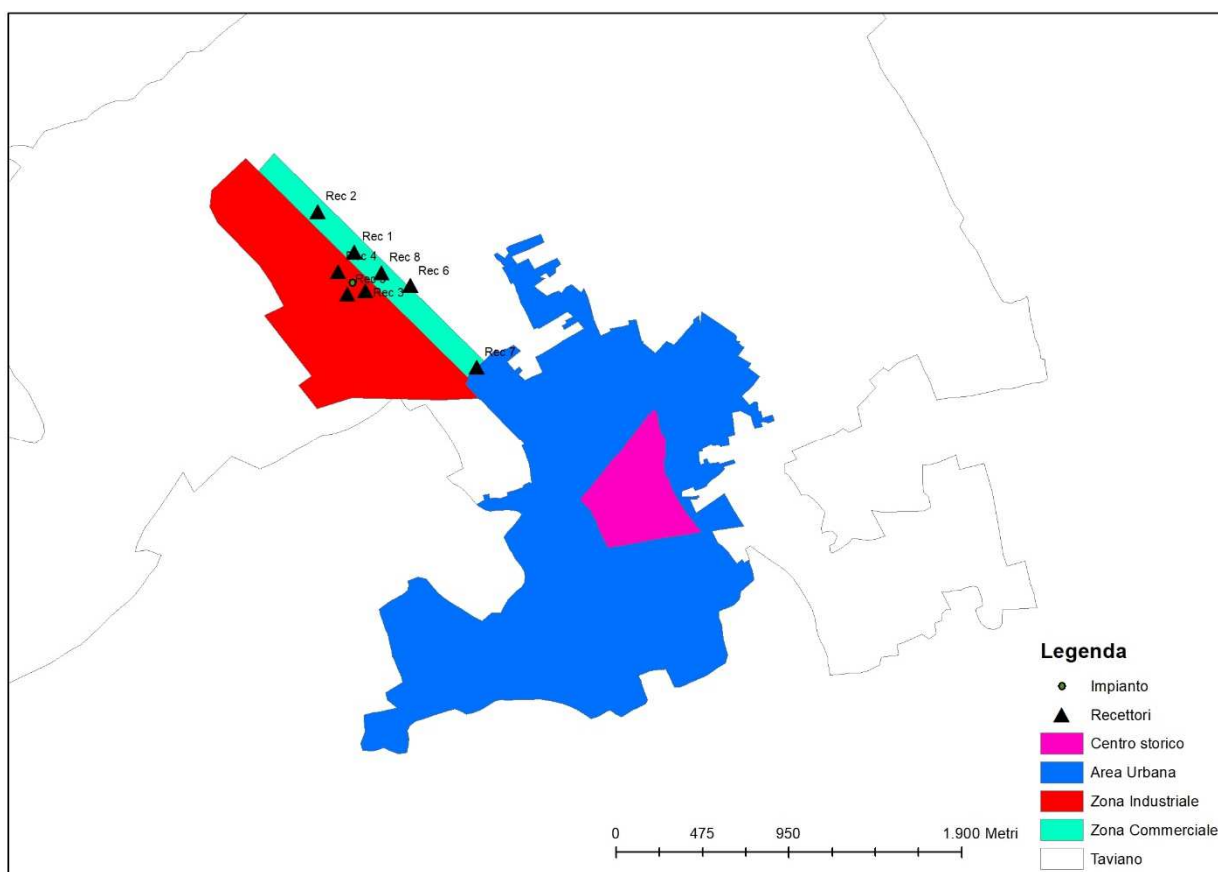 Rec 2
Rec 1
Rec 8
Rec 4
Rec 6
Rec 3
Rec 7
Legenda
Impianto
Recettori
Centro storico
Area Urbana
Zona Industriale
Zona Commerciale
Taviano
0 475 950 1.900 Metri